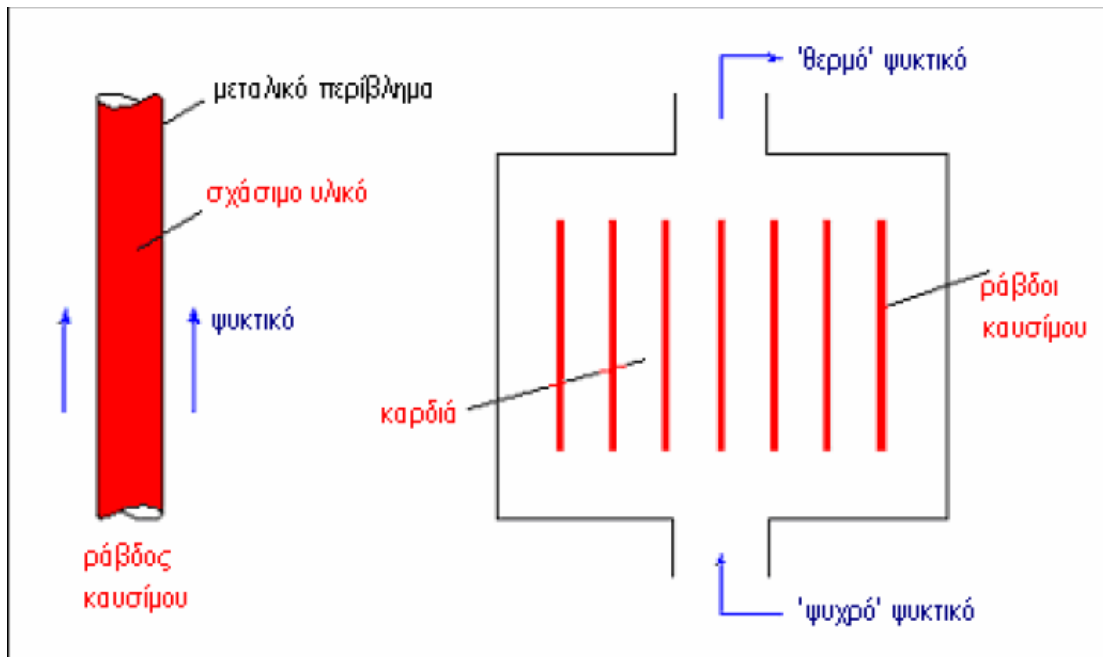 μεταλικό περίβλημα
σχάσιμο υλικό
ψυκτικό
ράβδος
καυσίμου
'θερμό' ψυκτικό
ράβδοι
καυσίμου
καρδιά
'ψυχρό' ψυκτικό